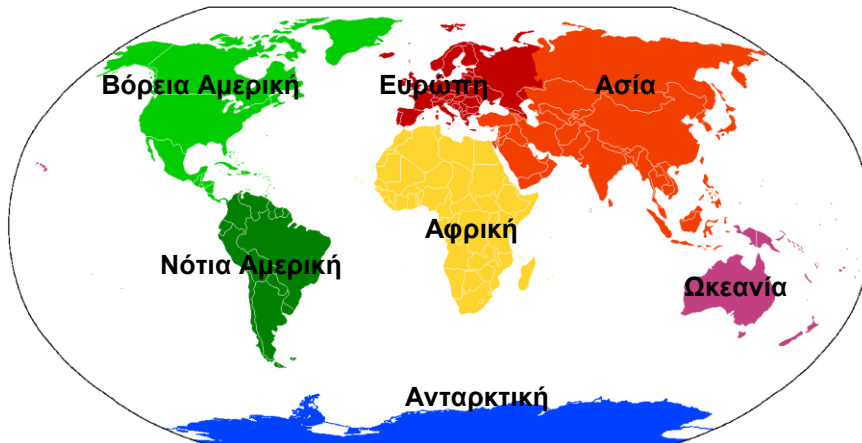 Βόρεια Αμερική
Ευρώπη
Ασία
Αφρική
Νότια Αμερική
Ωκεανία
Ανταρκτική